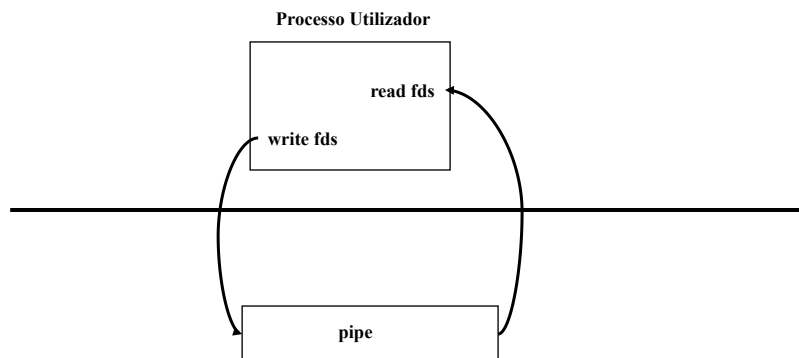 Processo Utilizador
read fds
write fds
pipe